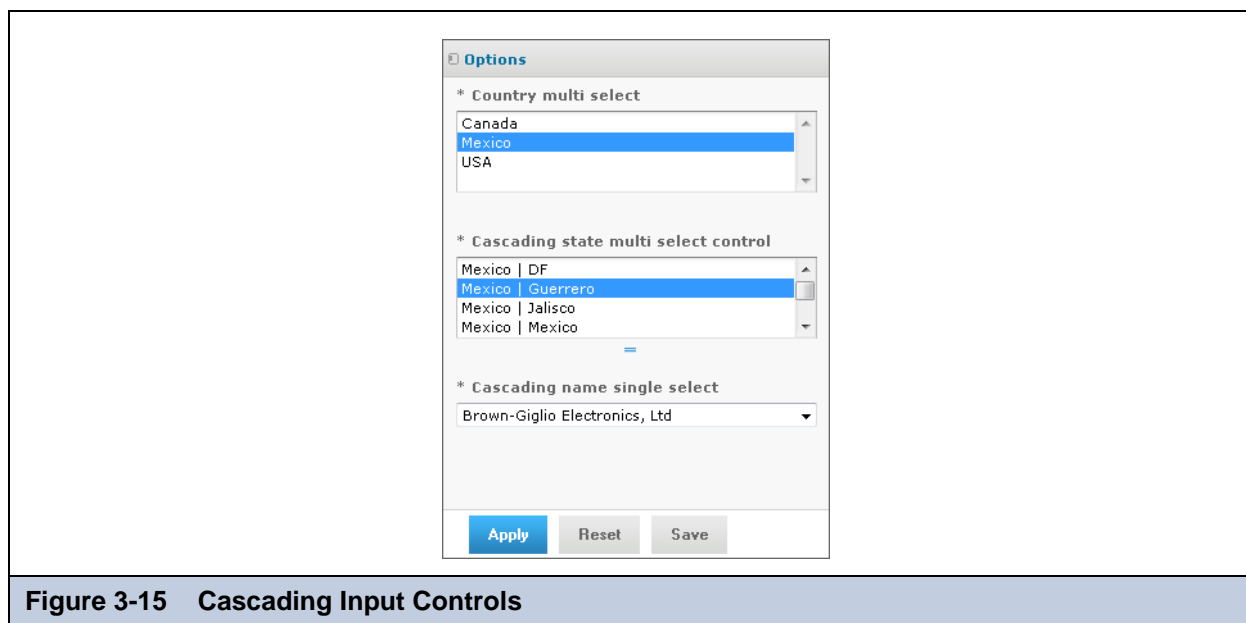 Options
* Country multi select
Canada
Mexico
USA
* Cascading state multi select control
Mexico | DF
Mexico | Guerrero
Mexico | Jalisco
Mexico | Mexico
* Cascading name single select
Brown-Giglio Electronics, Ltd
Apply Reset Save
Figure 3-15 Cascading Input Controls